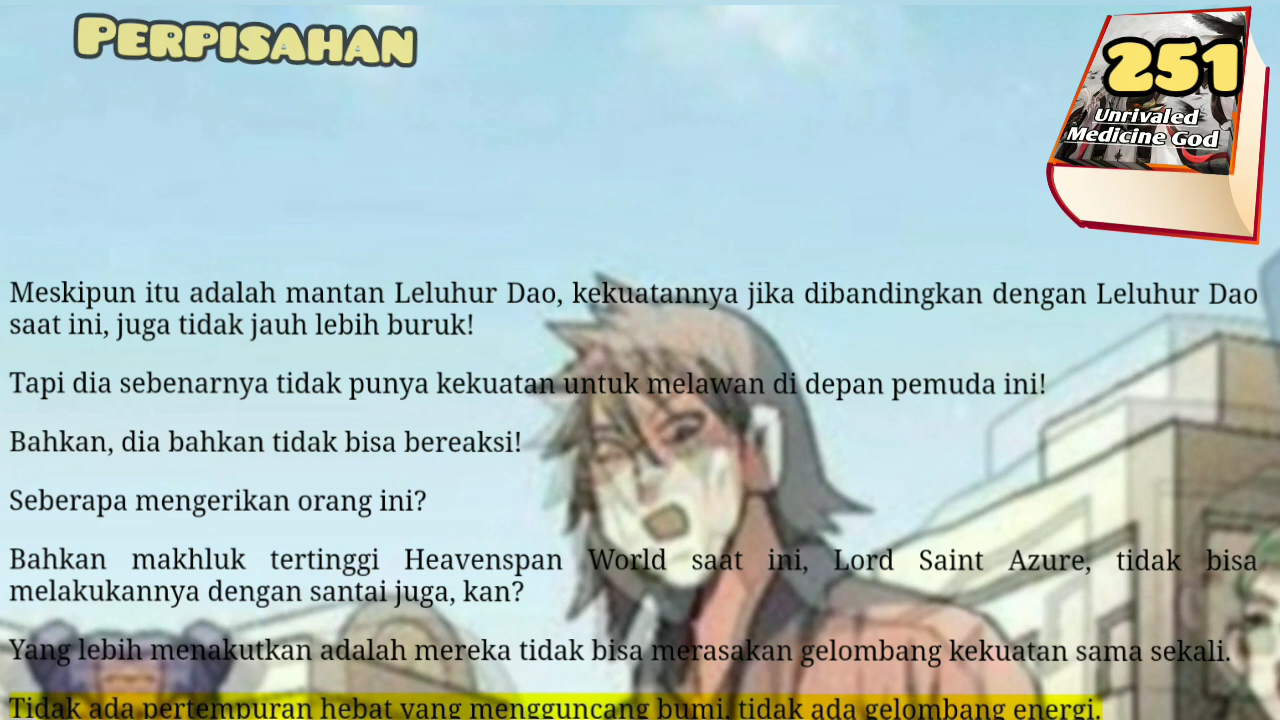 PERPISAHAN
251
Unrivaled
Medicine God
Meskipun itu adalah mantan Leluhur Dao, kekuatannya jika dibandingkan dengan Leluhur Dao
saat ini, juga tidak jauh lebih buruk!
Tapi dia sebenarnya tidak punya kekuatan untuk melawan di depan pemuda ini!
Bahkan, dia bahkan tidak bisa bereaksi!
Seberapa mengerikan orang ini?
Bahkan makhluk tertinggi Heavenspan World saat ini, Lord Saint Azure, tidak bisa
melakukannya dengan santai juga, kan?
Yang lebih menakutkan adalah mereka tidak bisa merasakan gelombang kekuatan sama sekali.
Tidak ada pertempuran hebat yang mengguncang bumi, tidak ada gelombang energi,